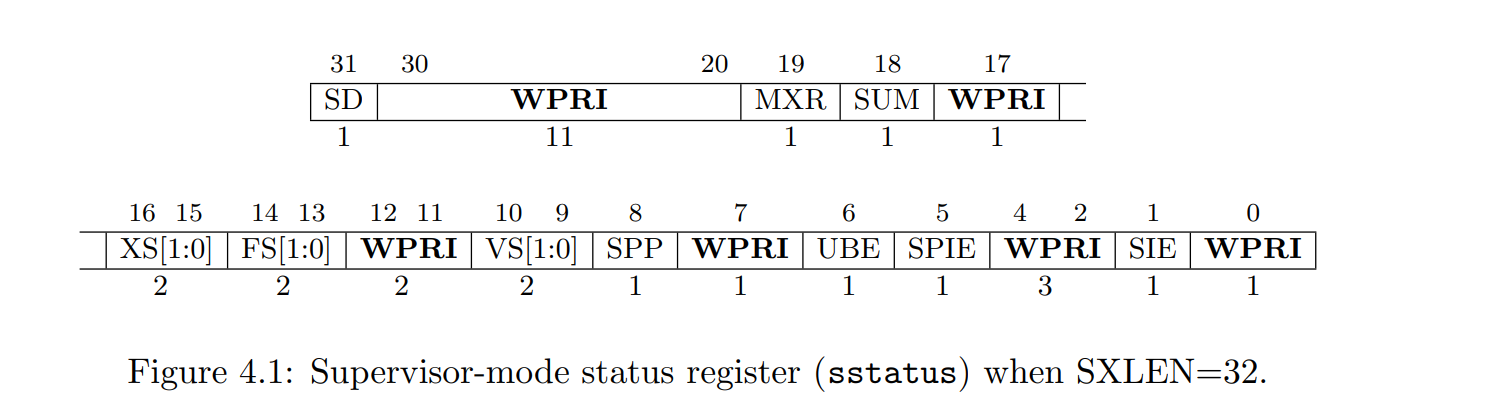 31 30 20 19 18 17
SD WPRI MXR SUM WPRI
1 11 1 1 1
16 15 14 13 12 11 10 9 8 7 6 5 4 2 1 0
XS[1:0] FS[1:0] WPRI VS[1:0] SPP WPRI UBE SPIE WPRI SIE WPRI
2 2 2 2 1 1 1 1 3 1 1
Figure 4.1: Supervisor-mode status register (sstatus) when SXLEN=32.